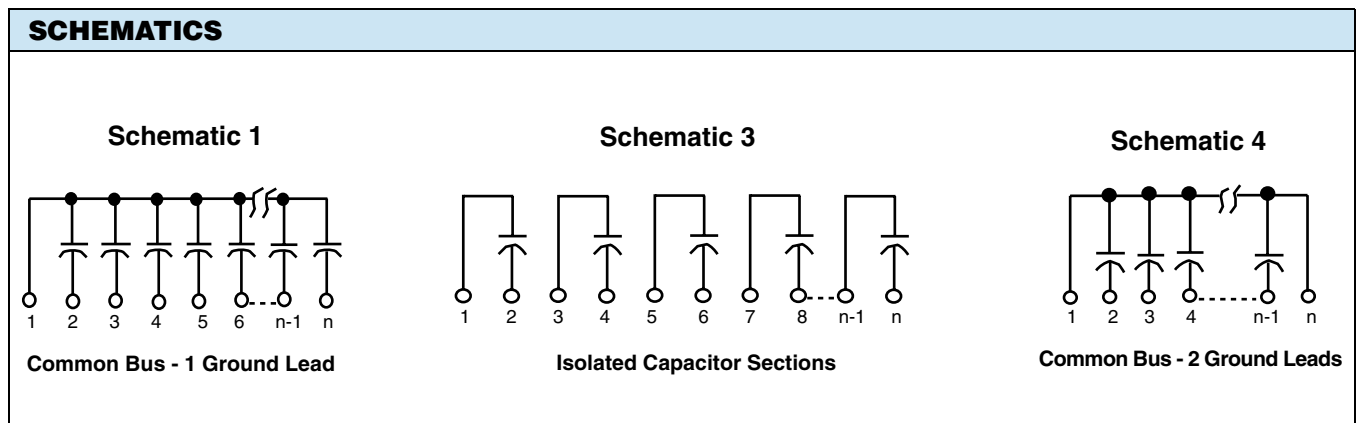 SCHEMATICS
Schematic 1
1 2 3 4 5 6 n-1 n
Common Bus - 1 Ground Lead
Schematic 3
1 2 3 4 5 6 7 8 n-1 n
Isolated Capacitor Sections
Schematic 4
1 2 3 4 n-1 n
Common Bus - 2 Ground Leads